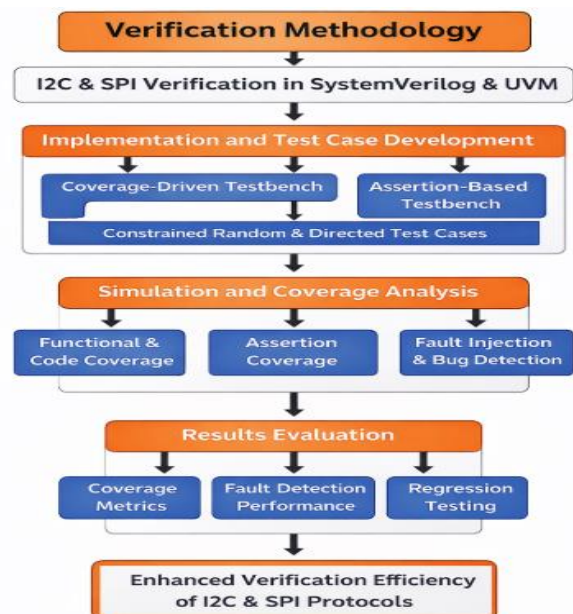 Verification Methodology
I2C & SPI Verification in SystemVerilog & UVM
Implementation and Test Case Development
Coverage-Driven Testbench
Assertion-Based
Testbench
Constrained Random & Directed Test Cases
Simulation and Coverage Analysis
Functional &
Code Coverage
Assertion
Coverage
Fault Injection
& Bug Detection
Results Evaluation
Coverage
Metrics
Fault Detection
Performance
Regression
Testing
Enhanced Verification Efficiency
of I2C & SPI Protocols